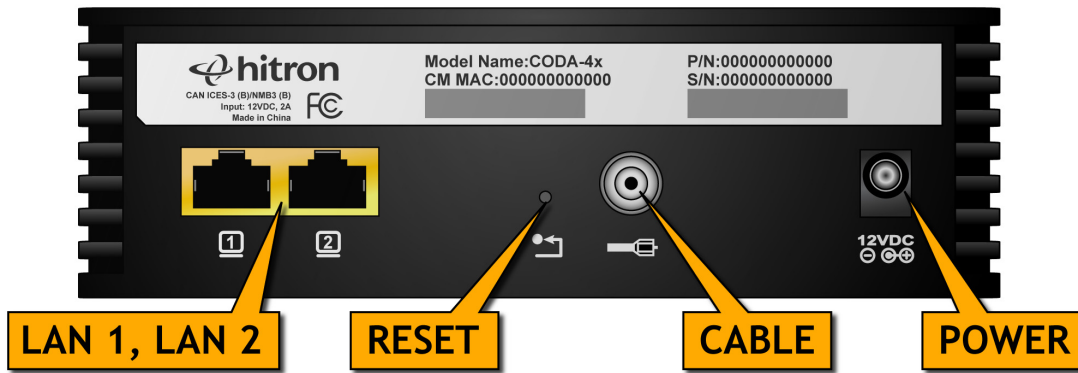 hitron
CAN ICES-3 (B)/NMB3 (B)
Input: 12VDC, 2A
Made in China
FC
Model Name:CODA-4x
CM MAC:000000000000
P/N:000000000000
S/N:000000000000
1
2
12VDC
LAN 1, LAN 2
RESET
CABLE
POWER